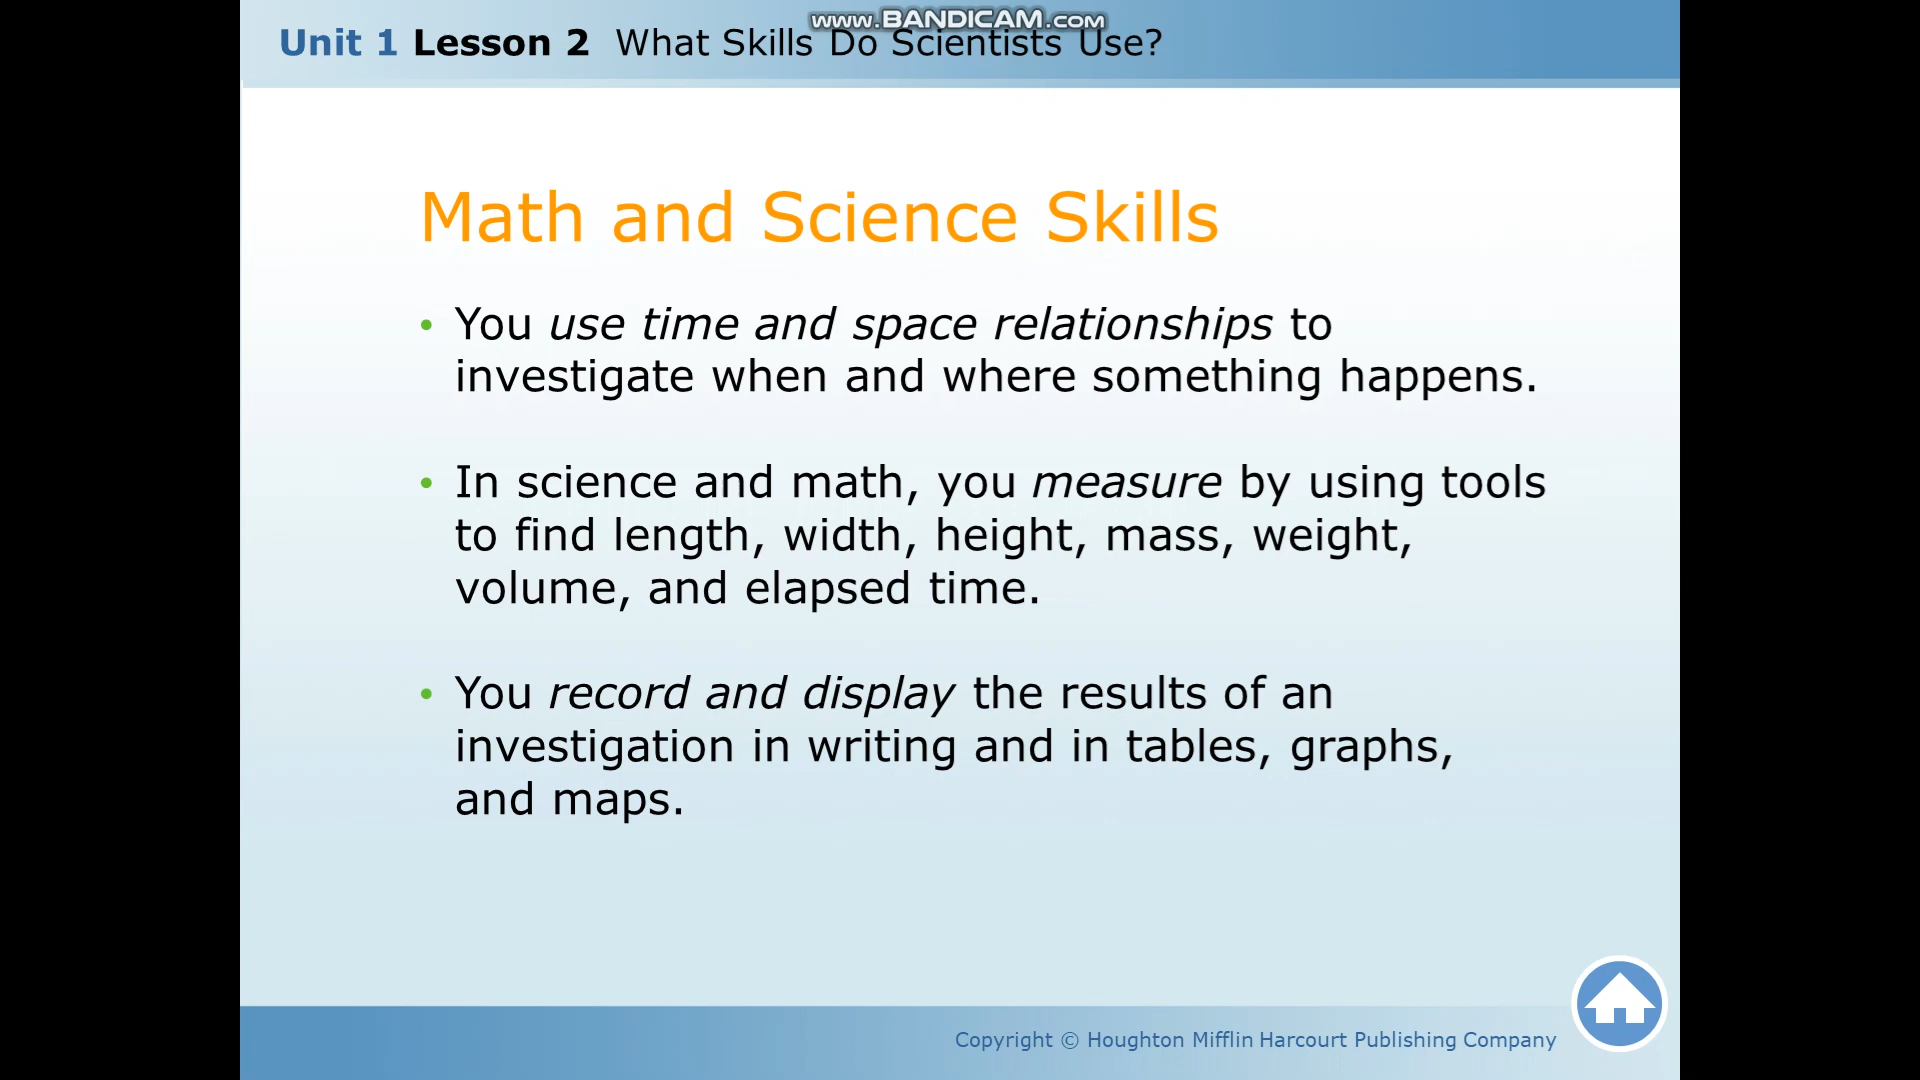 www.BANDICAM.com
Unit 1 Lesson 2 What Skills Do Scientists Use?
Math and Science Skills
• You use time and space relationships to
investigate when and where something happens.
• In science and math, you measure by using tools
to find length, width, height, mass, weight,
volume, and elapsed time.
• You record and display the results of an
investigation in writing and in tables, graphs,
and maps.
Copyright © Houghton Mifflin Harcourt Publishing Company